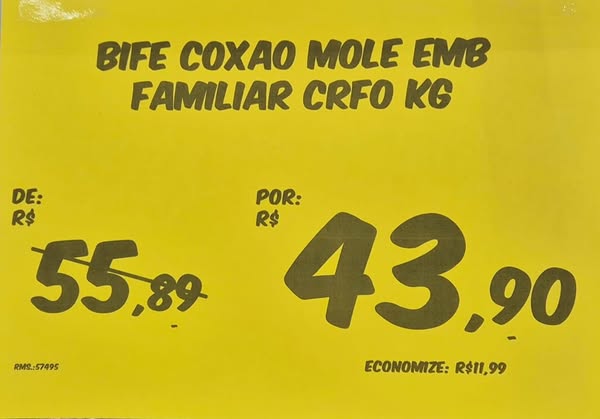 BIFE COXAO MOLE EMB
FAMILIAR CRFO KG
DE:
R$
55,89
POR:
R$
43,90
RMS.:57495
ECONOMIZE: R$11,99